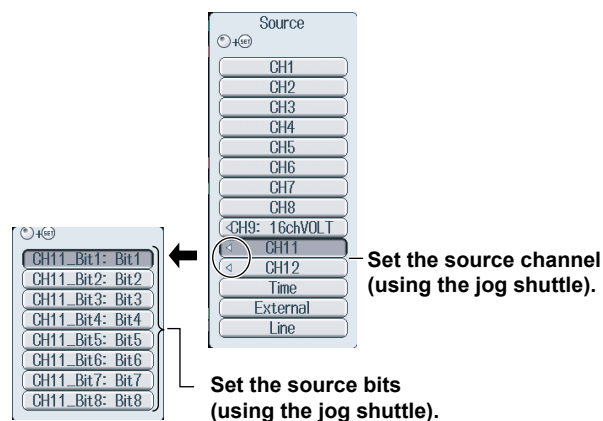 Source
+SET
CH1
CH2
CH3
CH4
CH5
CH6
CH7
CH8
CH9: 16chVOLT
CH11
CH12
Time
External
Line
Set the source channel
(using the jog shuttle).
+SET
CH11_Bit1: Bit1
CH11_Bit2: Bit2
CH11_Bit3: Bit3
CH11_Bit4: Bit4
CH11_Bit5: Bit5
CH11_Bit6: Bit6
CH11_Bit7: Bit7
CH11_Bit8: Bit8
Set the source bits
(using the jog shuttle).